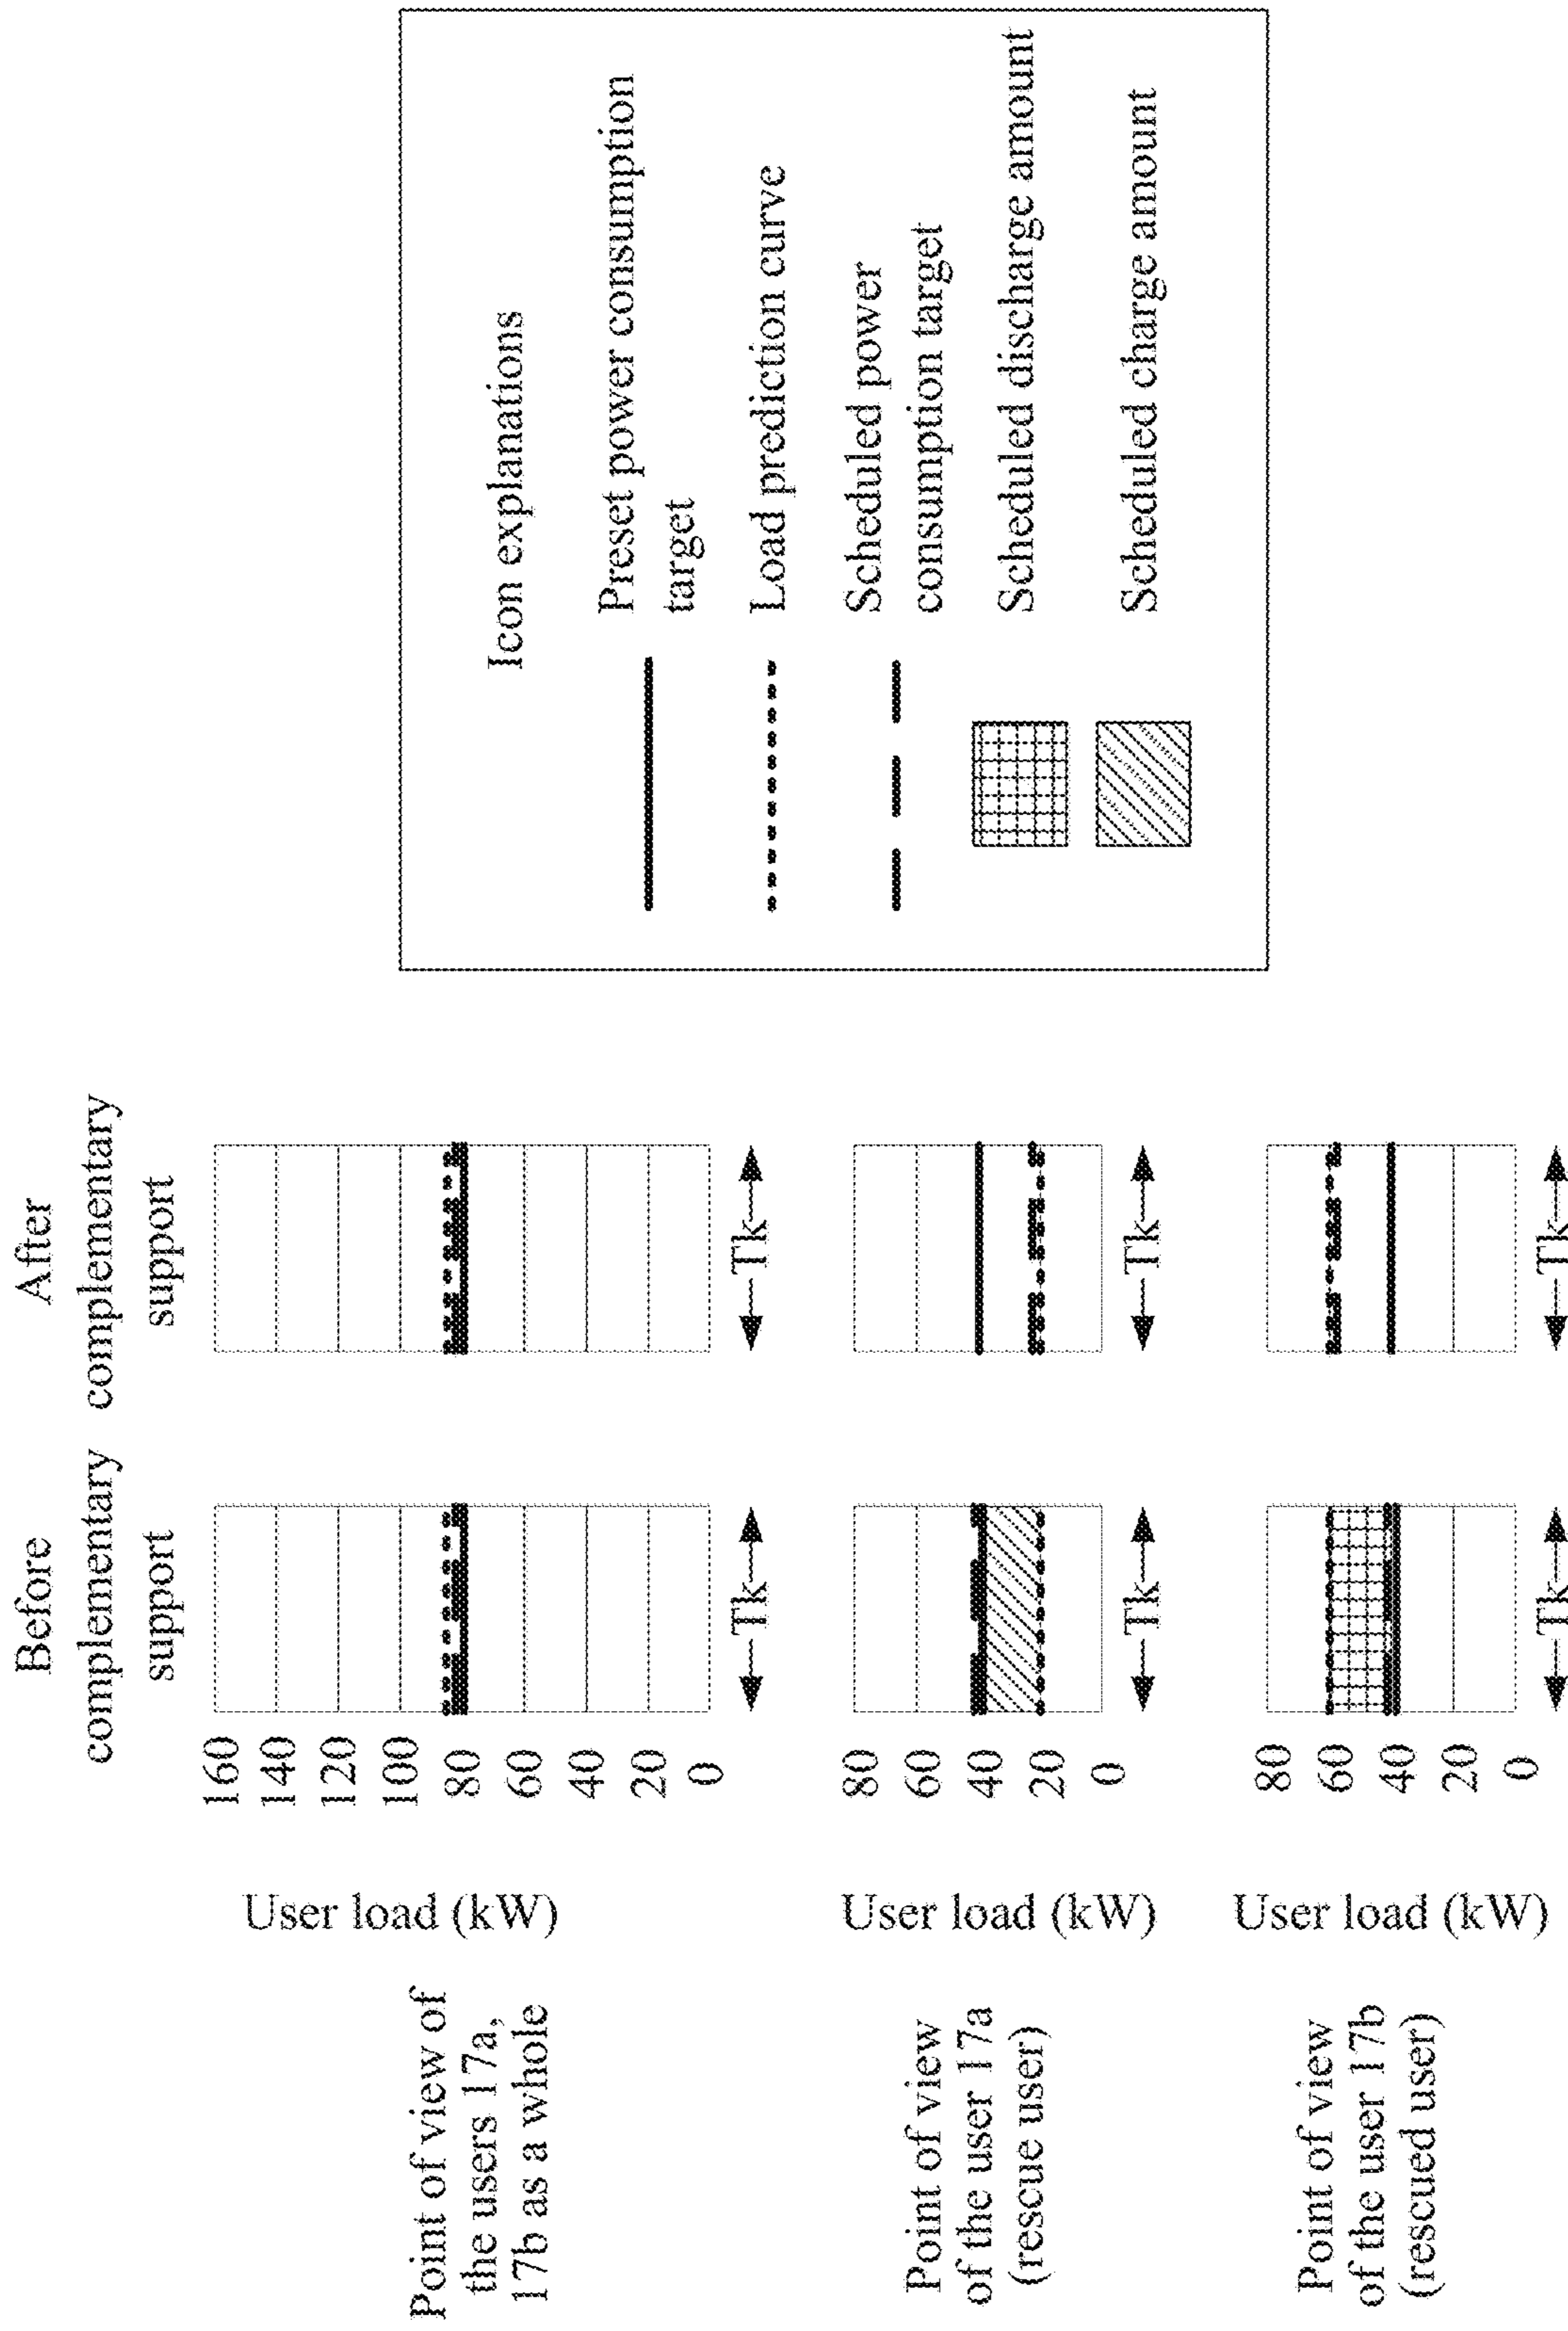 Before
complementary
support
After
complementary
support
Point of view of
the users 17a,
17b as a whole
User load (kW)
160
140
120
100
80
60
40
20
0
Tk
Tk
Point of view
of the user 17a
(rescue user)
User load (kW)
80
60
40
20
0
Tk
Tk
Point of view
of the user 17b
(rescued user)
User load (kW)
80
60
40
20
0
Tk
Tk
Icon explanations
Preset power consumption
target
Load prediction curve
Scheduled power
consumption target
Scheduled discharge amount
Scheduled charge amount